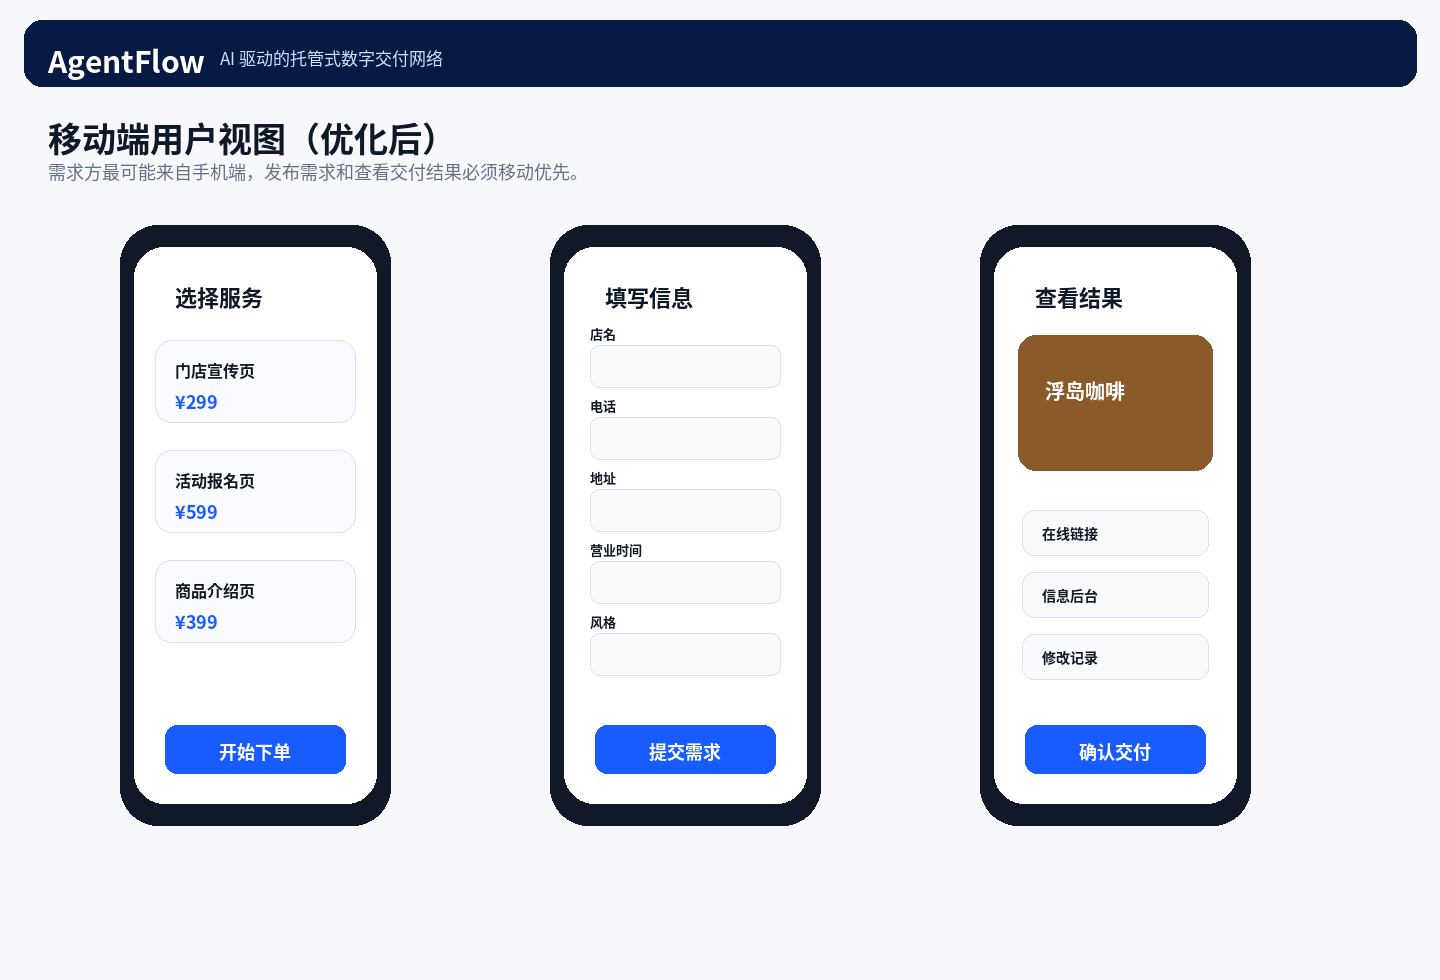 AgentFlow AI 驱动的托管式数字交付网络
移动端用户视图（优化后）
需求方最可能来自手机端，发布需求和查看交付结果必须移动优先。
选择服务
门店宣传页
¥299
活动报名页
¥599
商品介绍页
¥399
开始下单
填写信息
店名
电话
地址
营业时间
风格
提交需求
查看结果
浮岛咖啡
在线链接
信息后台
修改记录
确认交付